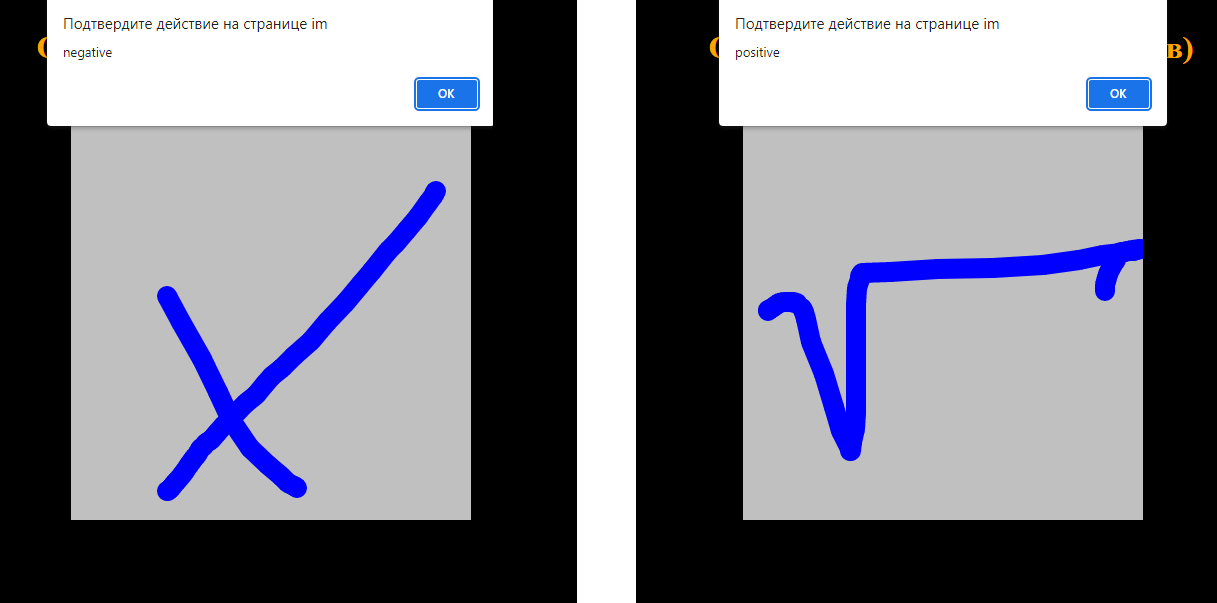 Подтвердите действие на странице im
negative
OK
Подтвердите действие на странице im
positive
в)
OK